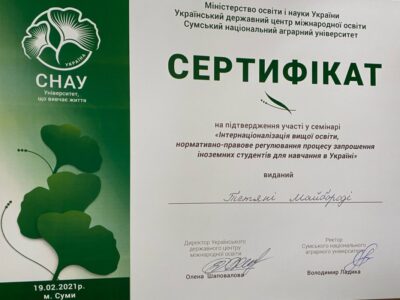 УКРАЇНА
СНАУ
Університет,
що вивчає життя
19.02.2021р.
м. Суми
Міністерство освіти і науки України
Український державний центр міжнародної освіти
Сумський національний аграрний університет
СЕРТИФІКАТ
на підтвердження участі у семінарі
«Інтернаціоналізація вищої освіти,
нормативно-правове регулювання процесу запрошення
іноземних студентів для навчання в Україні»
виданий
Тетяні Майбороді
Директор Українського
державного центру
міжнародної освіти
Олена Шаповалова
Ректор
Сумського національного
аграрного університету
Володимир Ладика